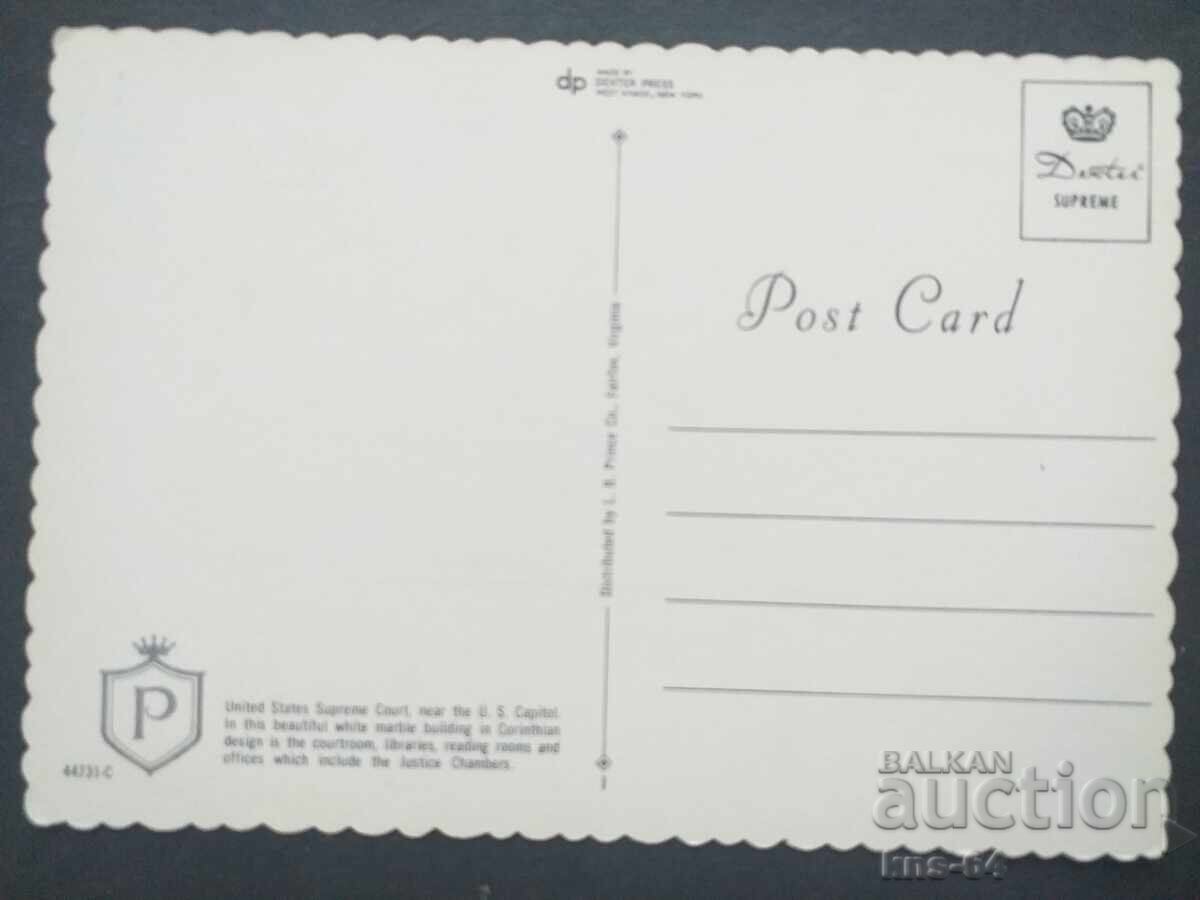 dp
MADE BY
DEXTER PRESS
WEST NYACK, NEW YORK
Dexter
SUPREME
Post Card
Distributed by L. B. Prince Co., Fairfax, Virginia
P
United States Supreme Court, near the U. S. Capitol.
In this beautiful white marble building in Corinthian
design is the courtroom, libraries, reading rooms and
offices which include the Justice Chambers.
44731-C
BALKAN
auction
kns-64